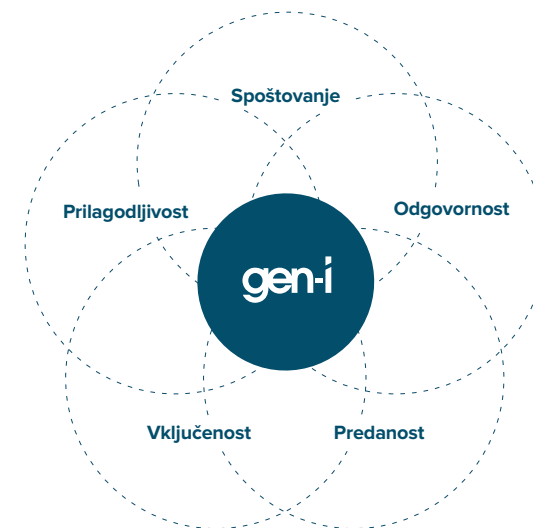 Spoštovanje
Prilagodljivost
Odgovornost
gen-i
Vključenost
Predanost